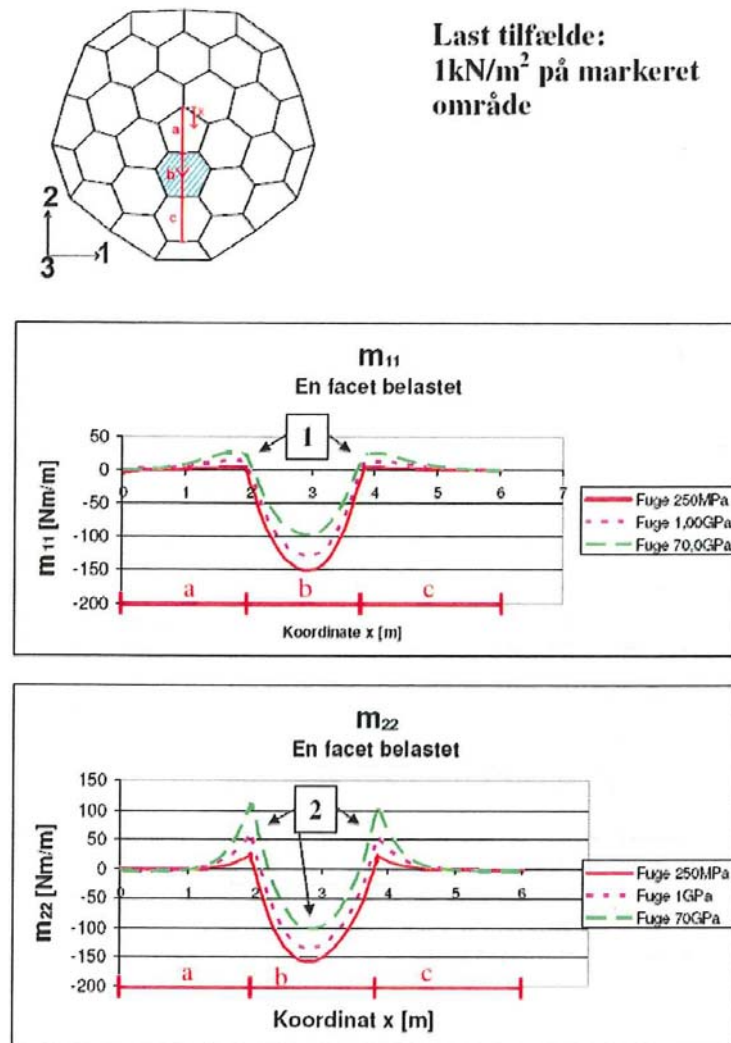 Last tilfælde:
1kN/m² på markeret
område
x
a
b
c
2
3
1
m₁₁
En facet belastet
1
m 11 [Nm/m]
50
0
-50
-100
-150
-200
0 1 2 3 4 5 6 7
a b c
Koordinate x [m]
Fuge 250MPa
Fuge 1,00GPa
Fuge 70,0GPa
m₂₂
En facet belastet
2
m 22 [Nm/m]
150
100
50
0
-50
-100
-150
-200
0 1 2 3 4 5 6
a b c
Koordinat x [m]
Fuge 250MPa
Fuge 1GPa
Fuge 70GPa